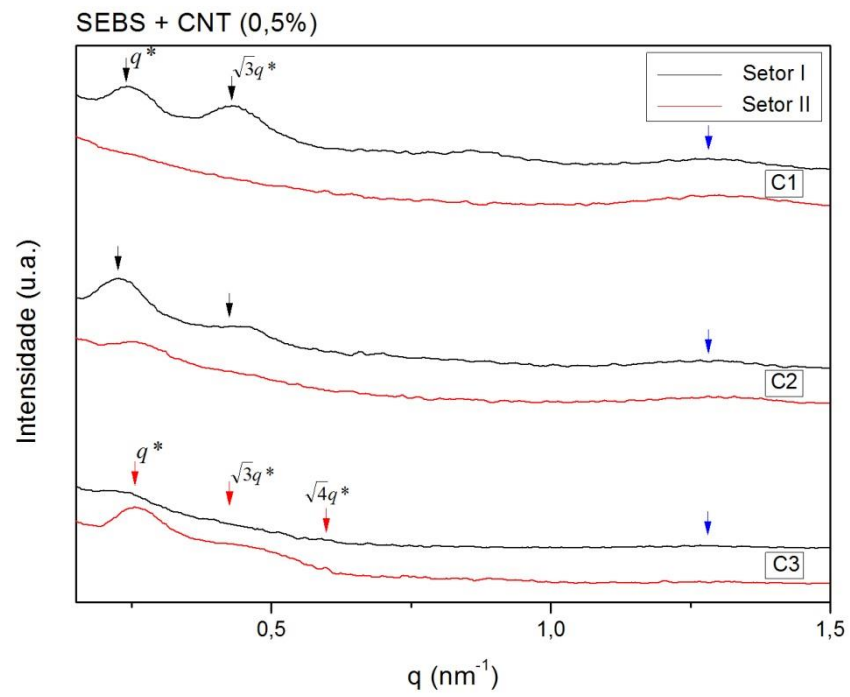 SEBS + CNT (0,5%)
q*
√3q*
Setor I
Setor II
C1
C2
q*
√3q*
√4q*
C3
Intensidade (u.a.)
0,5
1,0
1,5
q (nm⁻¹)